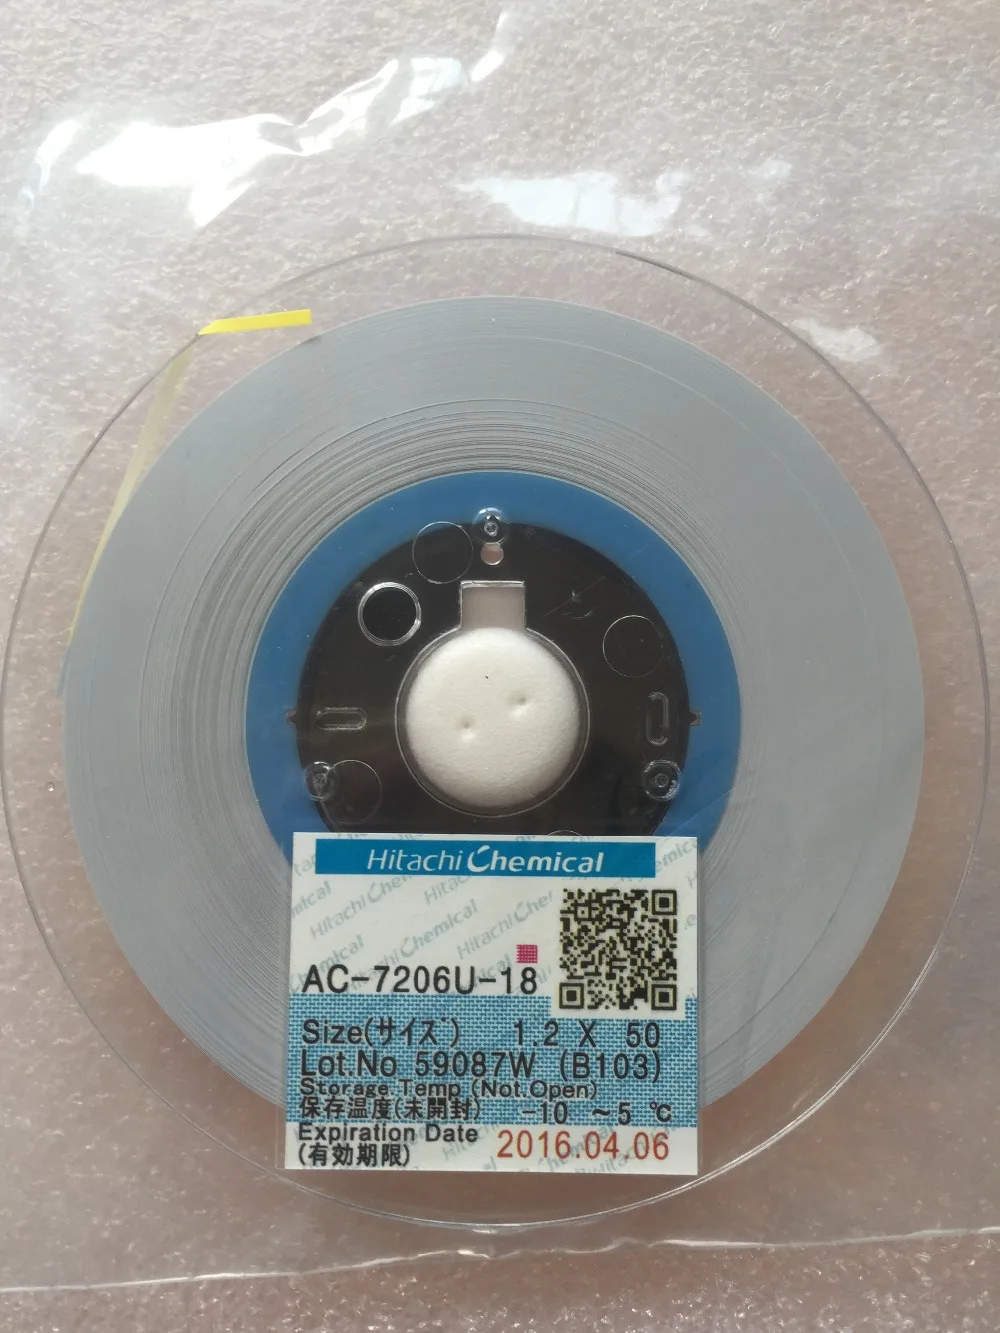 Hitachi Chemical
AC-7206U-18
Size(サイズ) 1.2 X 50
Lot.No 59087W (B103)
Storage Temp (Not.Open)
保存温度(未開封) -10 ~5 ℃
Expiration Date
(有効期限) 2016.04.06